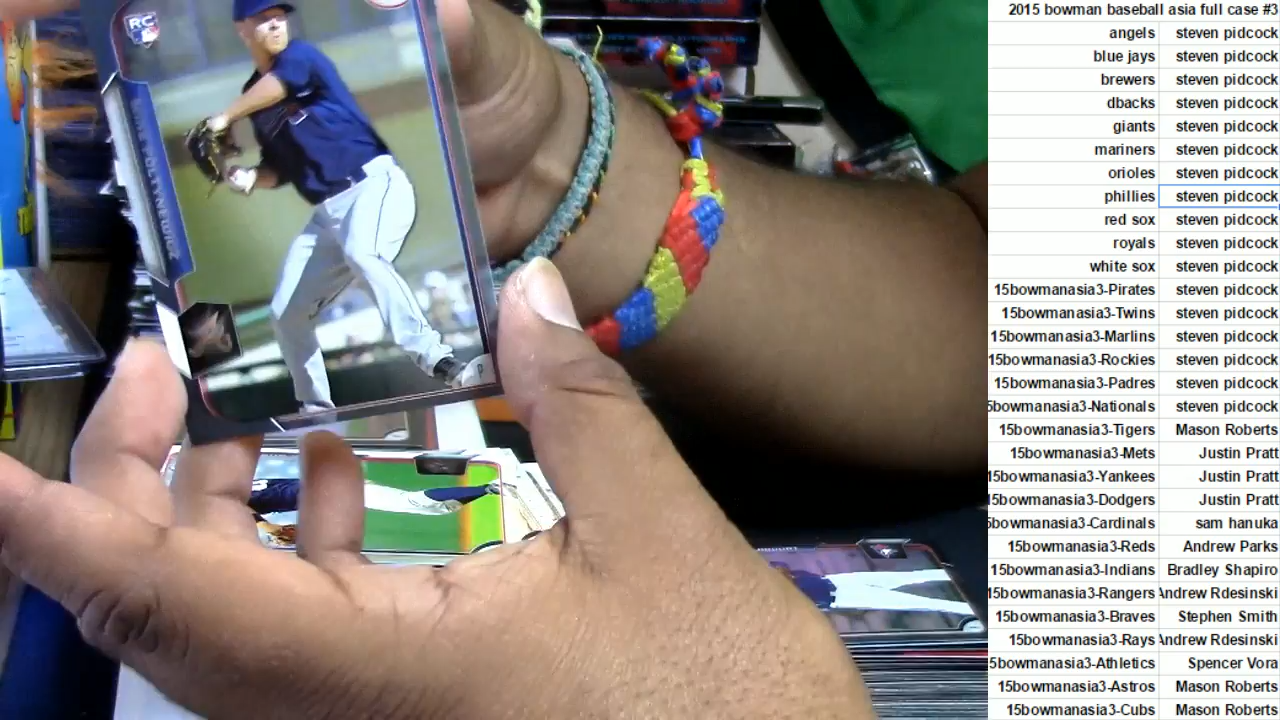 RC
MIKE FOLTYNEWICZ
P
2015 bowman baseball asia full case #3
angels steven pidcock
blue jays steven pidcock
brewers steven pidcock
dbacks steven pidcock
giants steven pidcock
mariners steven pidcock
orioles steven pidcock
phillies steven pidcock
red sox steven pidcock
royals steven pidcock
white sox steven pidcock
15bowmanasia3-Pirates steven pidcock
15bowmanasia3-Twins steven pidcock
15bowmanasia3-Marlins steven pidcock
15bowmanasia3-Rockies steven pidcock
15bowmanasia3-Padres steven pidcock
5bowmanasia3-Nationals steven pidcock
15bowmanasia3-Tigers Mason Roberts
15bowmanasia3-Mets Justin Pratt
15bowmanasia3-Yankees Justin Pratt
15bowmanasia3-Dodgers Justin Pratt
5bowmanasia3-Cardinals sam hanuka
15bowmanasia3-Reds Andrew Parks
15bowmanasia3-Indians Bradley Shapiro
15bowmanasia3-Rangers Andrew Rdesinski
15bowmanasia3-Braves Stephen Smith
15bowmanasia3-Rays Andrew Rdesinski
5bowmanasia3-Athletics Spencer Vora
15bowmanasia3-Astros Mason Roberts
15bowmanasia3-Cubs Mason Roberts